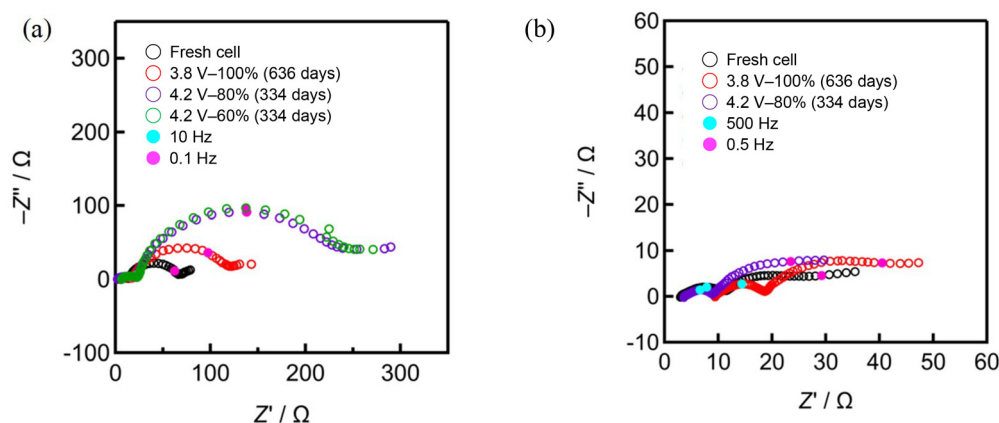 (a)
300
200
100
0
-100
0
100
200
300
–Z" / Ω
Z' / Ω
Fresh cell
3.8 V–100% (636 days)
4.2 V–80% (334 days)
4.2 V–60% (334 days)
10 Hz
0.1 Hz
(b)
60
50
40
30
20
10
0
-10
0
10
20
30
40
50
60
–Z" / Ω
Z' / Ω
Fresh cell
3.8 V–100% (636 days)
4.2 V–80% (334 days)
500 Hz
0.5 Hz